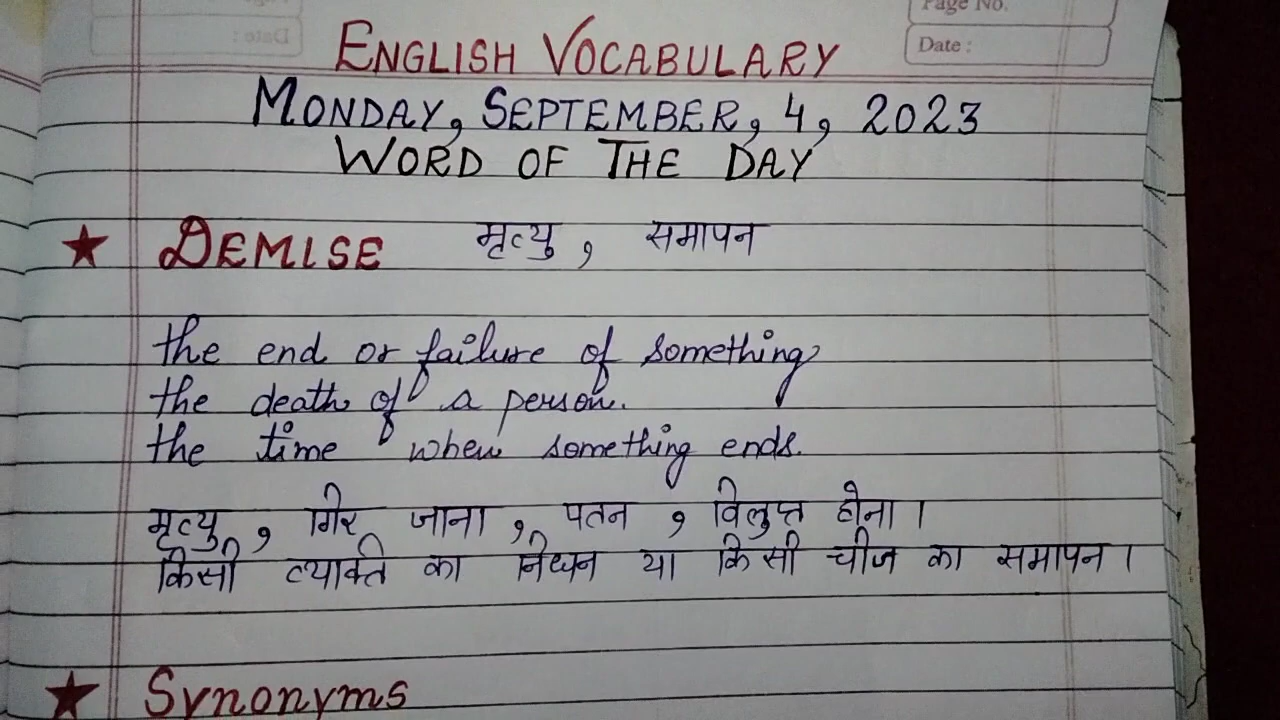 Page No.
Date :
ENGLISH VOCABULARY
MONDAY, SEPTEMBER, 4, 2023
WORD OF THE DAY
★ DEMISE मृत्यु, समापन
the end or failure of something,
the death of a person.
the time when something ends.
मृत्यु, गिर जाना, पतन, विलुप्त होना।
किसी व्यक्ति का निधन या किसी चीज का समापन।
★ Synonyms